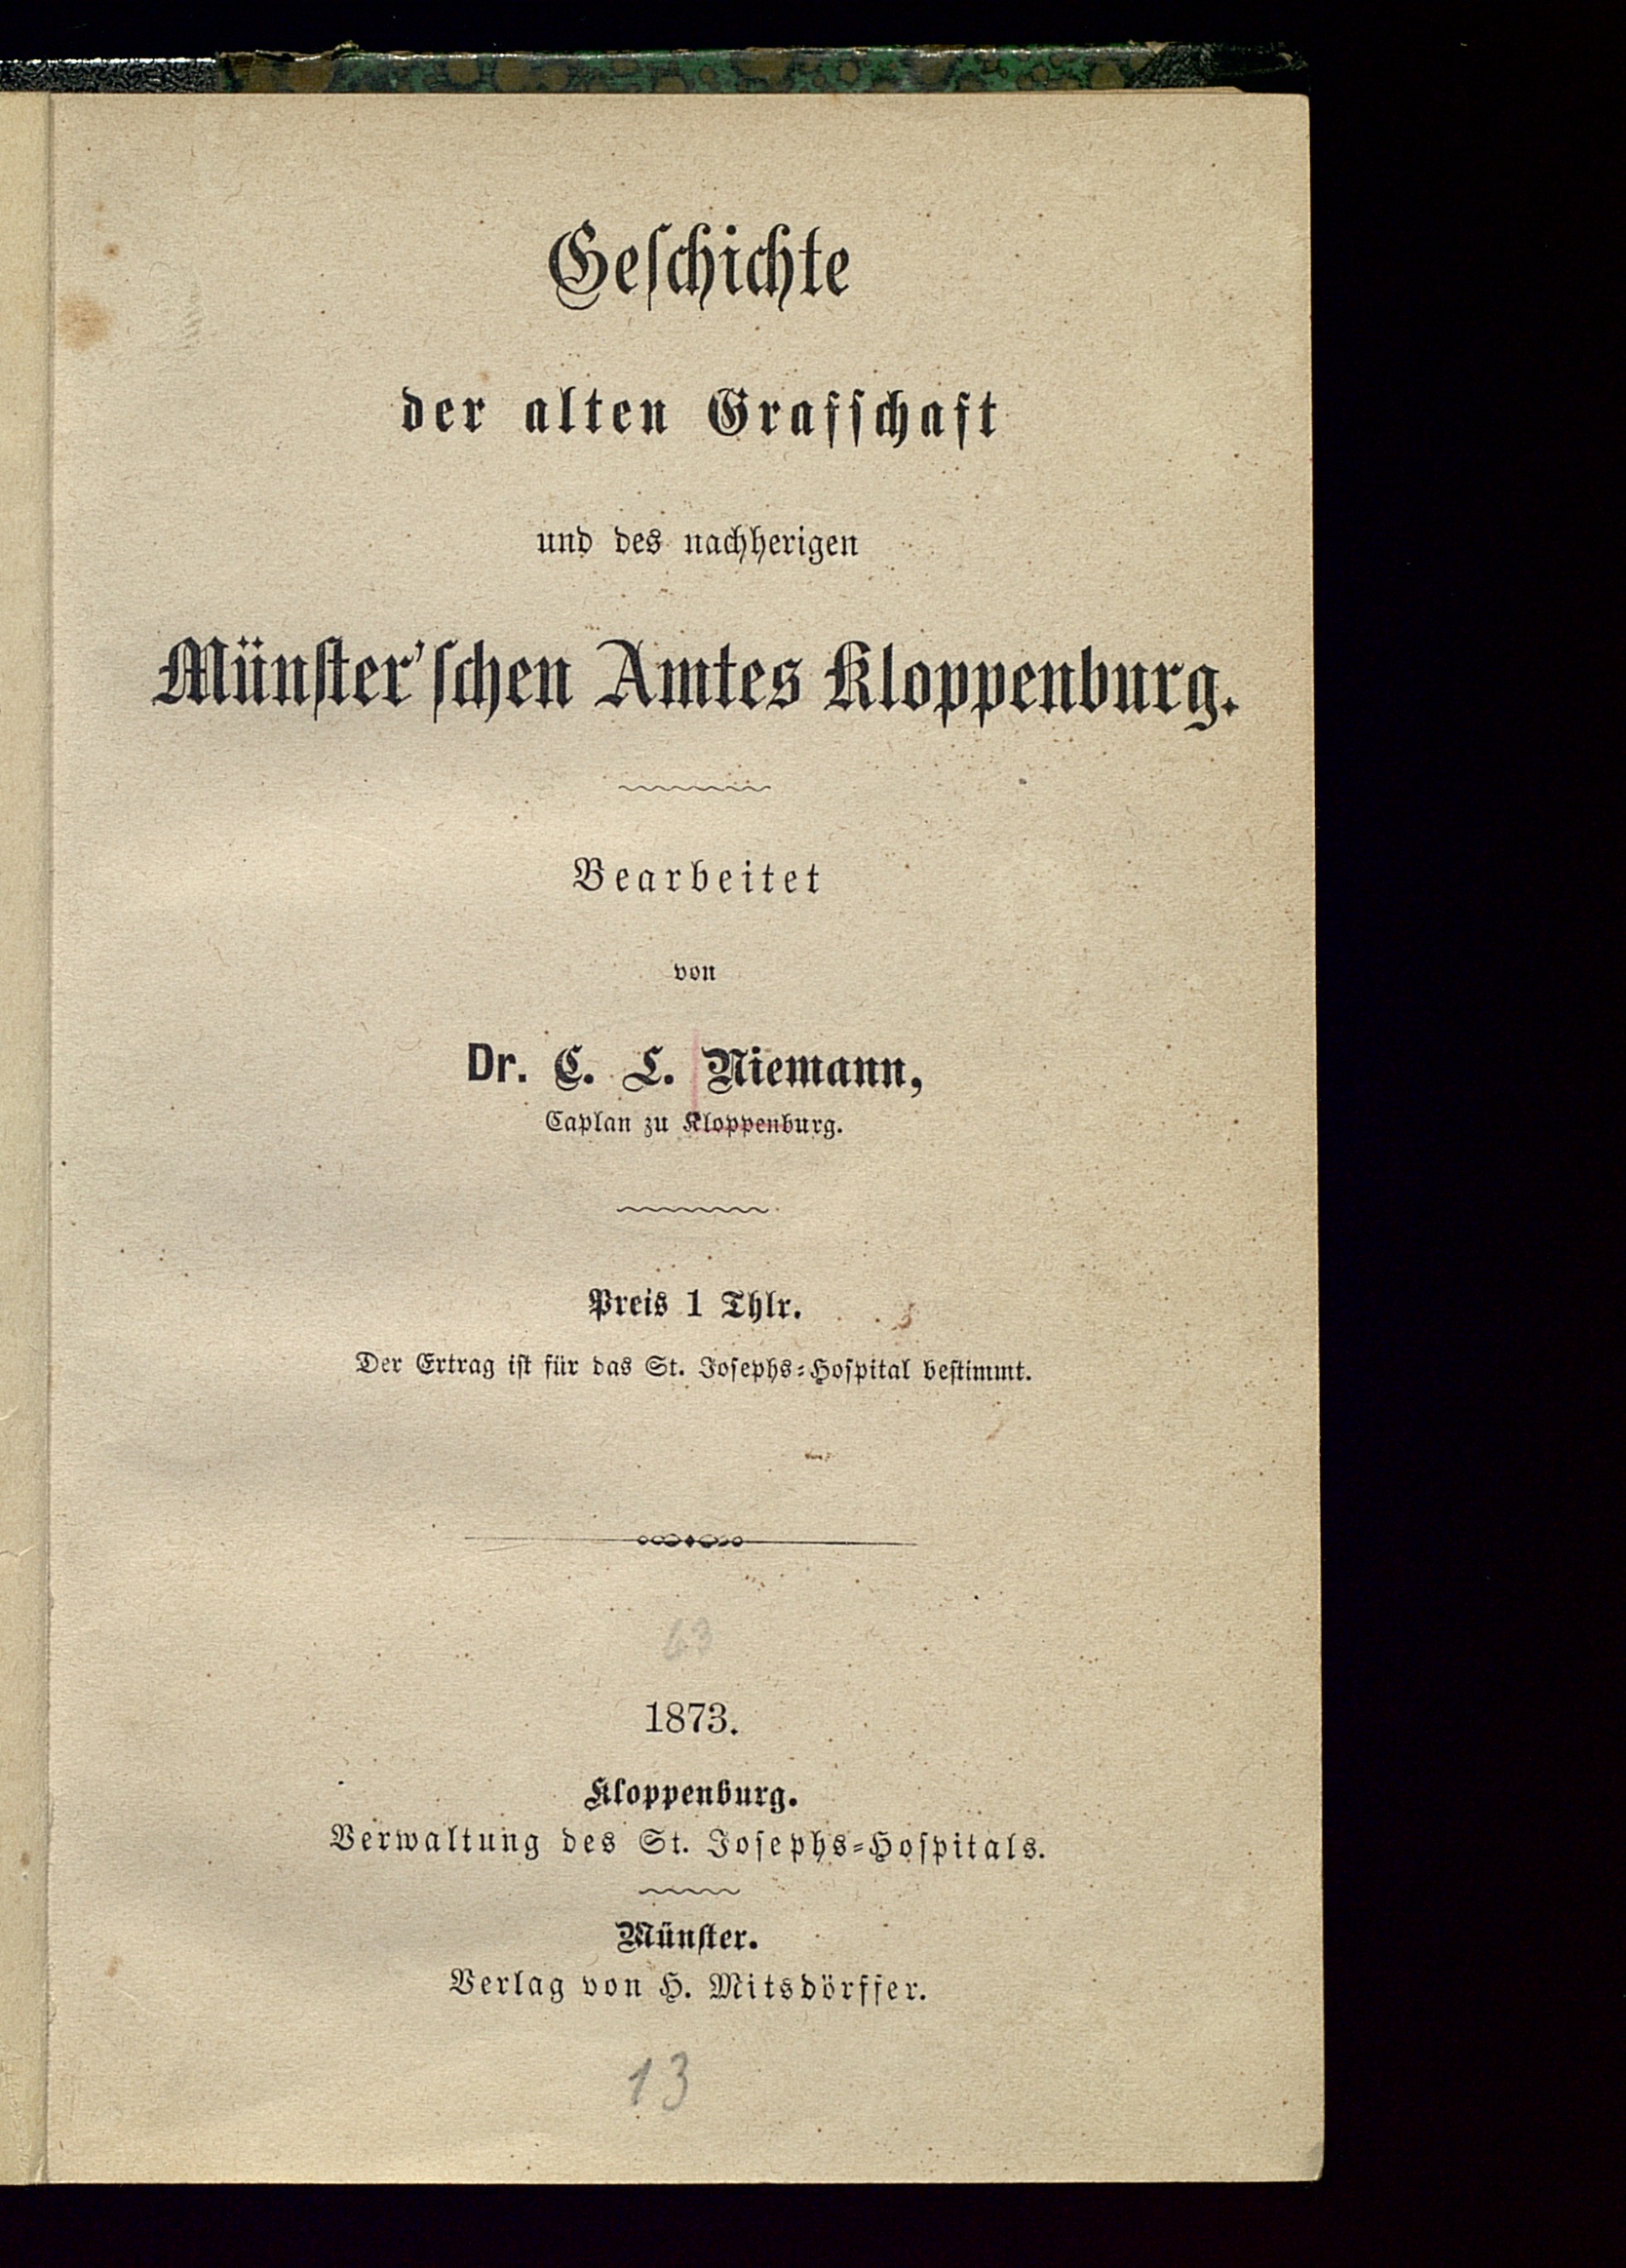 Geschichte
der alten Grafschaft
und des nachherigen
Münster'schen Amtes Kloppenburg.
Bearbeitet
von
Dr. C. L. Niemann,
Caplan zu Kloppenburg.
Preis 1 Thlr.
Der Ertrag ist für das St. Josephs-Hospital bestimmt.
63
1873.
Kloppenburg.
Verwaltung des St. Josephs-Hospitals.
Münster.
Verlag von H. Mitsdörffer.
13